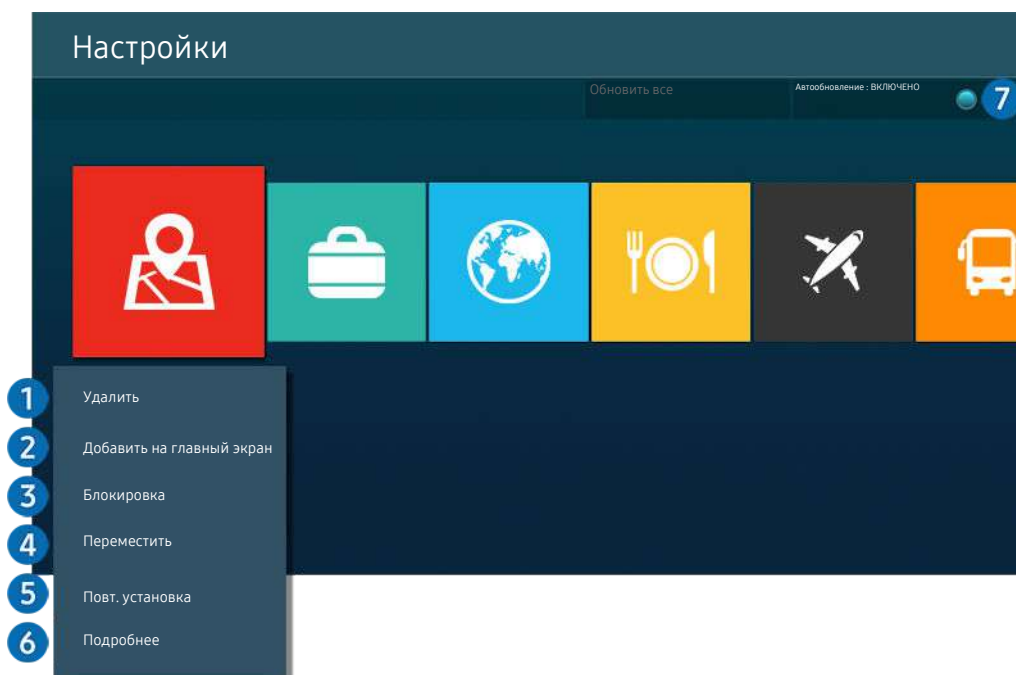 Настройки
Обновить все
Автообновление : ВКЛЮЧЕНО
7
1 Удалить
2 Добавить на главный экран
3 Блокировка
4 Переместить
5 Повт. установка
6 Подробнее